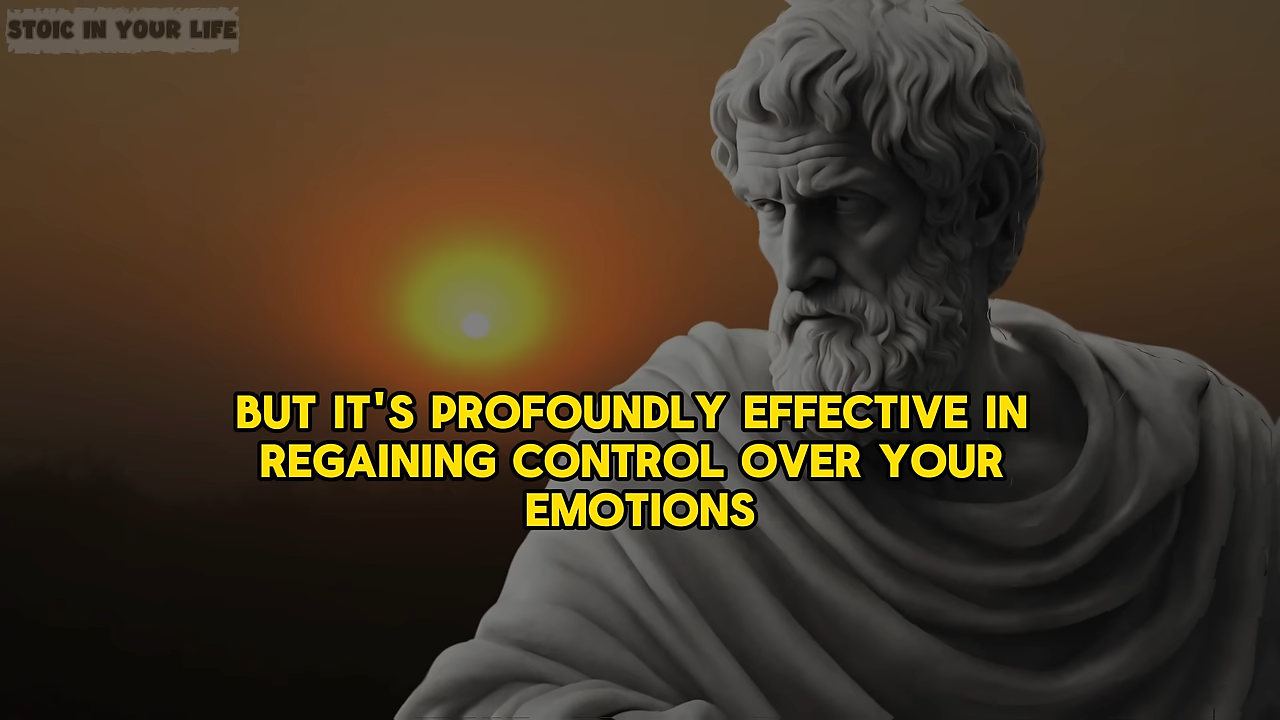 STOIC IN YOUR LIFE
BUT IT'S PROFOUNDLY EFFECTIVE IN
REGAINING CONTROL OVER YOUR
EMOTIONS